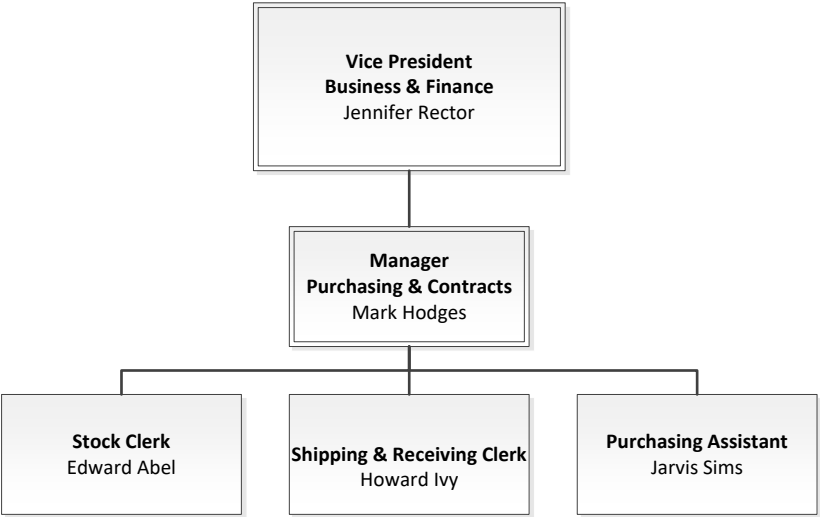 Vice President
Business & Finance
Jennifer Rector
Manager
Purchasing & Contracts
Mark Hodges
Stock Clerk
Edward Abel
Shipping & Receiving Clerk
Howard Ivy
Purchasing Assistant
Jarvis Sims